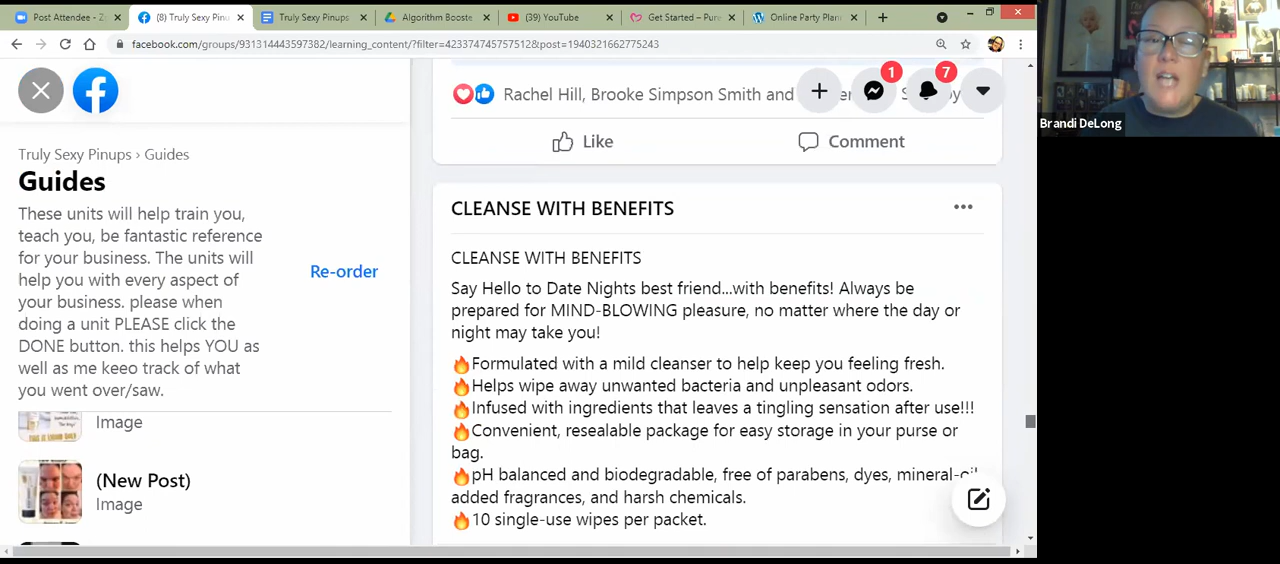 Post Attendee - Zo
(8) Truly Sexy Pinups
Truly Sexy Pinups
Algorithm Booste
(39) YouTube
Get Started – Pure
Online Party Plan
facebook.com/groups/931314443597382/learning_content/?filter=423374745757512&post=1940321662775243
Truly Sexy Pinups › Guides
Guides
These units will help train you,
teach you, be fantastic reference
for your business. The units will
help you with every aspect of
your business. please when
doing a unit PLEASE click the
DONE button. this helps YOU as
well as me keeo track of what
you went over/saw.
Re-order
Image
(New Post)
Image
Rachel Hill, Brooke Simpson Smith and
1
7
Like
Comment
CLEANSE WITH BENEFITS
CLEANSE WITH BENEFITS
Say Hello to Date Nights best friend...with benefits! Always be
prepared for MIND-BLOWING pleasure, no matter where the day or
night may take you!
🔥Formulated with a mild cleanser to help keep you feeling fresh.
🔥Helps wipe away unwanted bacteria and unpleasant odors.
🔥Infused with ingredients that leaves a tingling sensation after use!!!
🔥Convenient, resealable package for easy storage in your purse or
bag.
🔥pH balanced and biodegradable, free of parabens, dyes, mineral-oil
added fragrances, and harsh chemicals.
🔥10 single-use wipes per packet.
Brandi DeLong